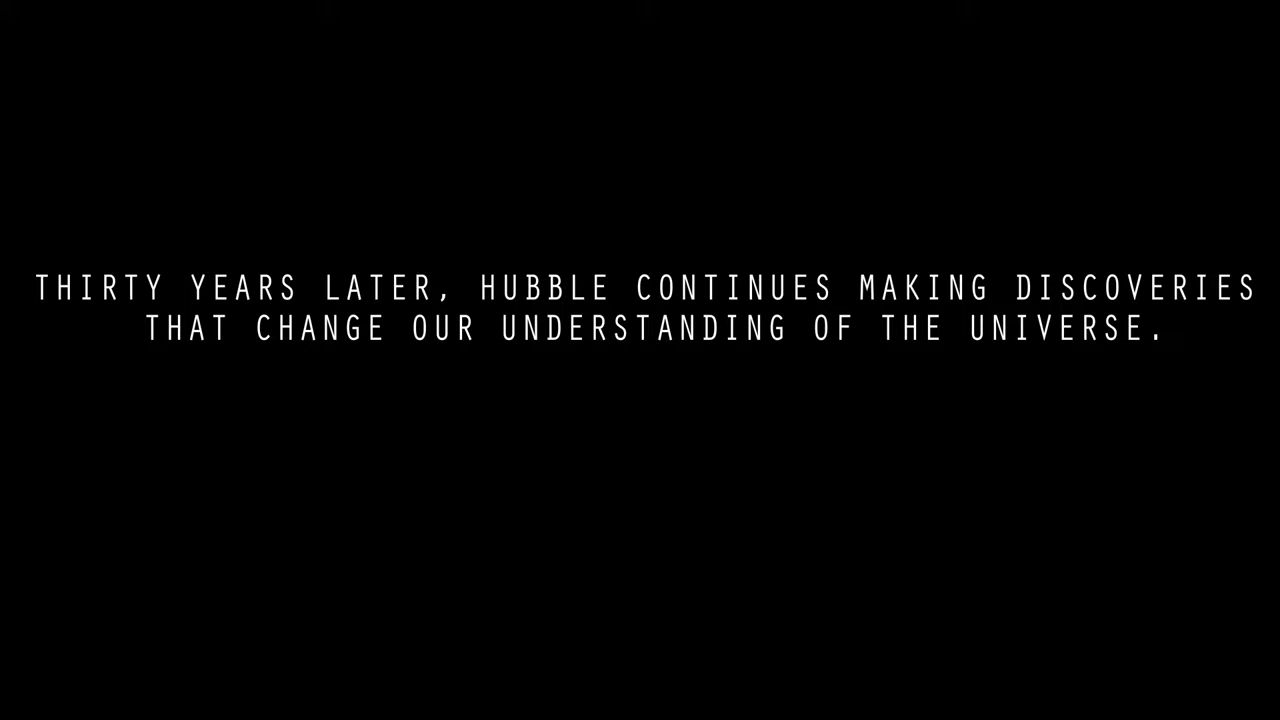 THIRTY YEARS LATER, HUBBLE CONTINUES MAKING DISCOVERIES
THAT CHANGE OUR UNDERSTANDING OF THE UNIVERSE.